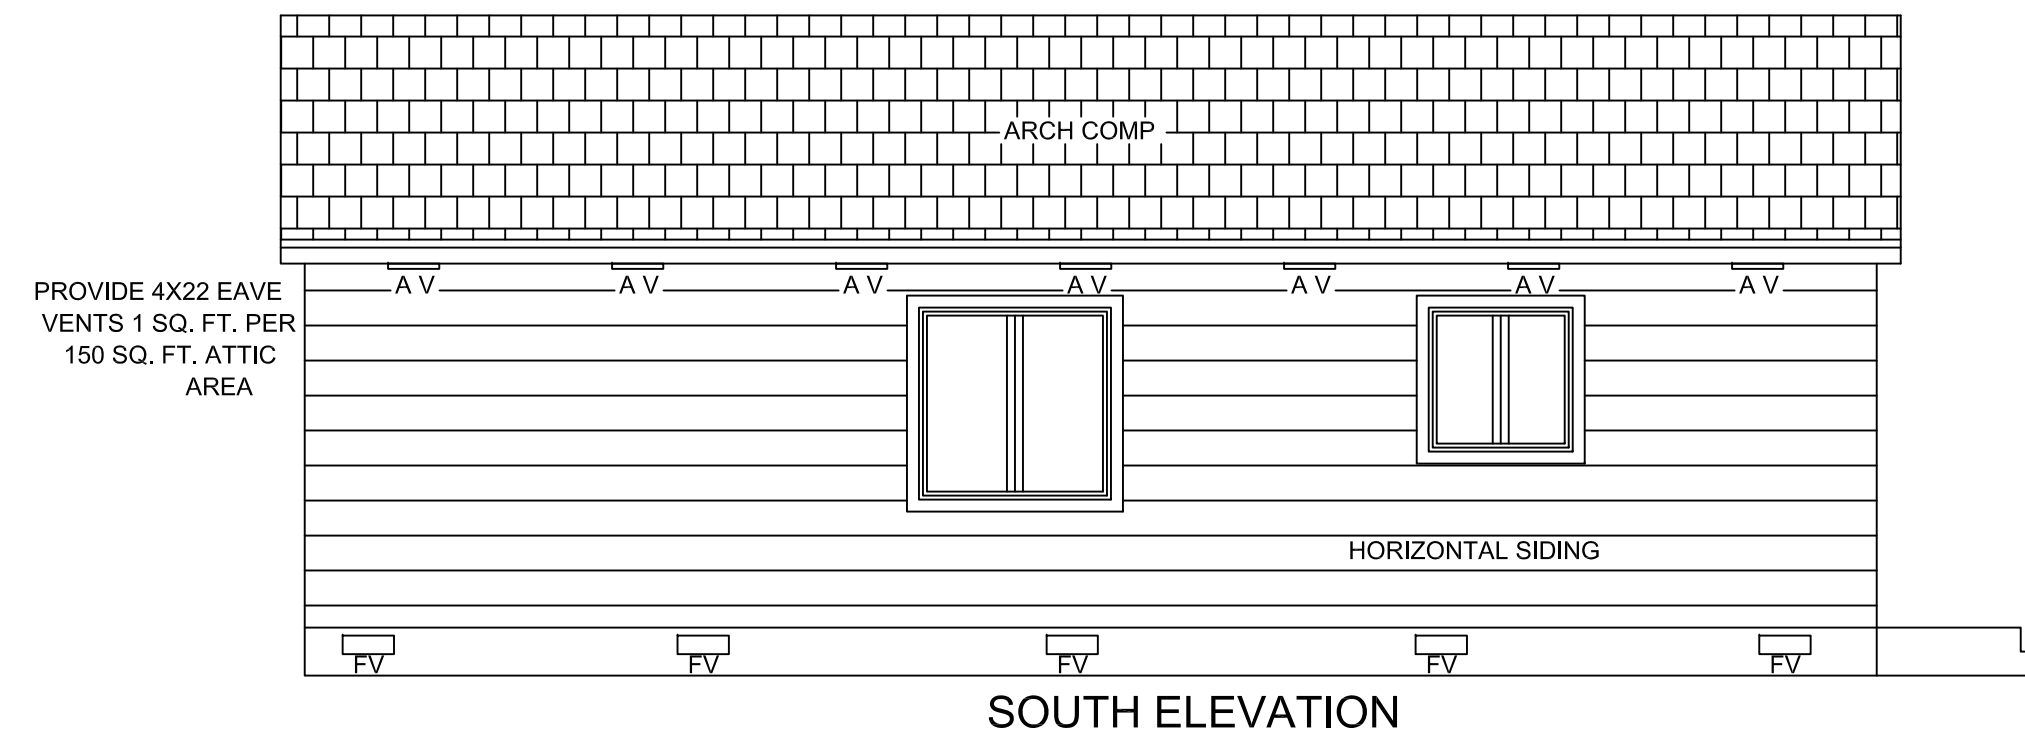 ARCH COMP
A V A V A V A V A V A V A V
PROVIDE 4X22 EAVE
VENTS 1 SQ. FT. PER
150 SQ. FT. ATTIC
AREA
HORIZONTAL SIDING
FV FV FV FV FV
SOUTH ELEVATION